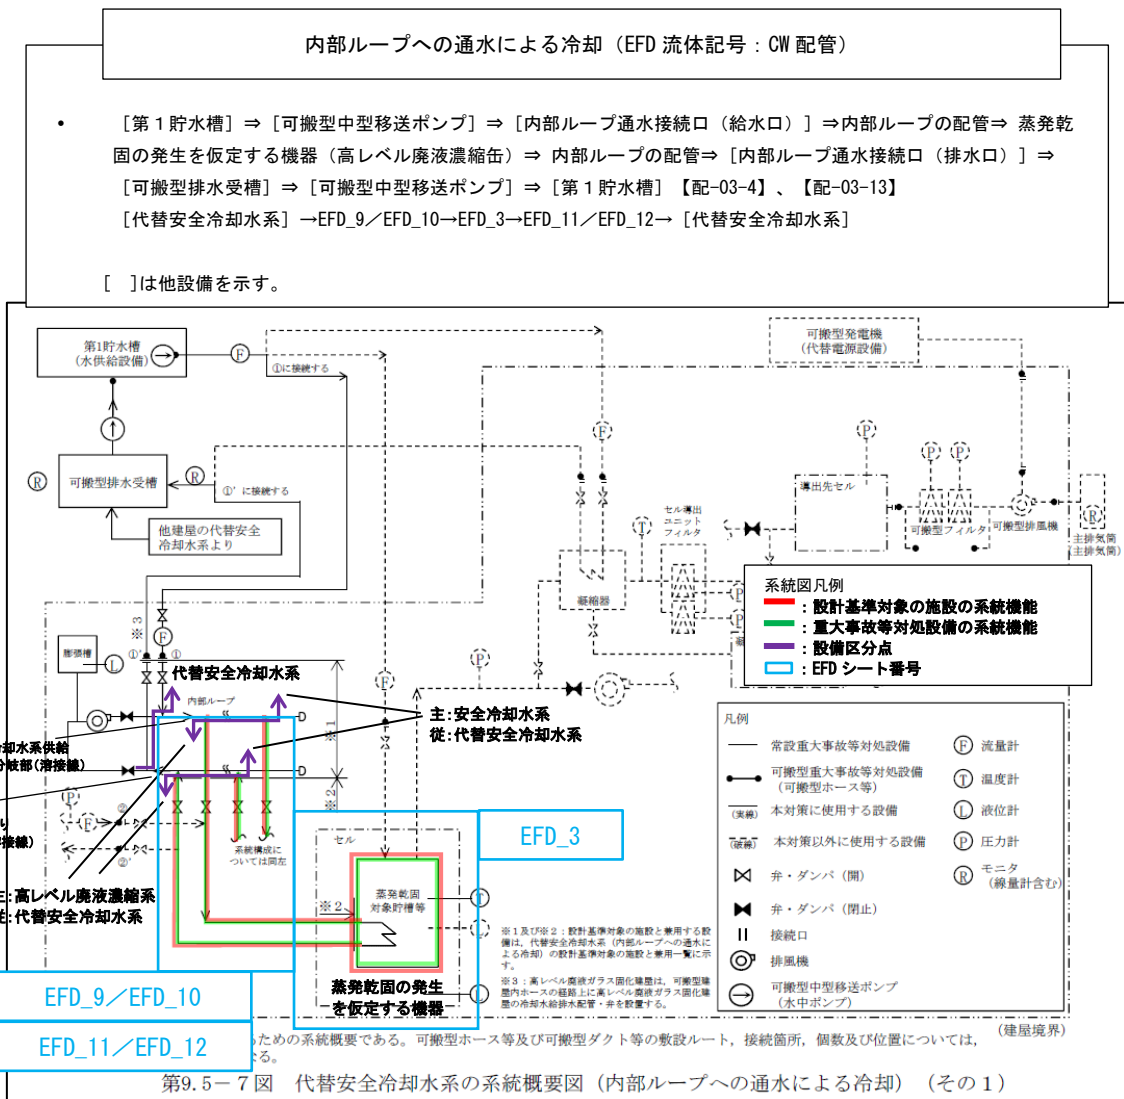 内部ループへの通水による冷却（EFD 流体記号：CW 配管）
• ［第１貯水槽］⇒［可搬型中型移送ポンプ］⇒［内部ループ通水接続口（給水口）］⇒内部ループの配管⇒ 蒸発乾
固の発生を仮定する機器（高レベル廃液濃縮缶）⇒ 内部ループの配管⇒［内部ループ通水接続口（排水口）］⇒
［可搬型排水受槽］⇒［可搬型中型移送ポンプ］⇒［第１貯水槽］【配-03-4】、【配-03-13】
［代替安全冷却水系］→EFD_9／EFD_10→EFD_3→EFD_11／EFD_12→［代替安全冷却水系］
［　］は他設備を示す。
第1貯水槽
（水供給設備）
F
①に接続する
可搬型発電機
（代替電源設備）
F
P
P
P
R
可搬型排水受槽
R
①’に接続する
他建屋の代替安全
冷却水系より
導出先セル
可搬型フィルタ
可搬型排風機
R
主排気筒
（主排気筒）
セル導出
ユニット
フィルタ
T
凝縮器
P
P
系統図凡例
：設計基準対象の施設の系統機能
：重大事故等対処設備の系統機能
：設備区分点
：EFD シート番号
※３
F
①’
①
膨張槽
L
代替安全冷却水系
内部ループ
※1
※2
P
F
主：安全冷却水系
従：代替安全冷却水系
却水系供給
分岐部（溶接線）
P
F
②
②’
系統構成に
ついては同左
主：高レベル廃液濃縮系
従：代替安全冷却水系
セル
EFD_3
蒸発乾固
対象貯槽等
※２
T
L
蒸発乾固の発生
を仮定する機器
※１及び※２：設計基準対象の施設と兼用する設
備は，代替安全冷却水系（内部ループへの通水に
よる冷却）の設計基準対象の施設と兼用一覧に示
す。
※３：高レベル廃液ガラス固化建屋は，可搬型建
屋内ホースの経路上に高レベル廃液ガラス固化建
屋の冷却水給排水配管・弁を設置する。
凡例
常設重大事故等対処設備
可搬型重大事故等対処設備
（可搬型ホース等）
（実線） 本対策に使用する設備
（破線） 本対策以外に使用する設備
弁・ダンパ（開）
弁・ダンパ（閉止）
接続口
排風機
可搬型中型移送ポンプ
（水中ポンプ）
F 流量計
T 温度計
L 液位計
P 圧力計
R モニタ
（線量計含む）
EFD_9／EFD_10
EFD_11／EFD_12
ための系統概要である。可搬型ホース等及び可搬型ダクト等の敷設ルート，接続箇所，個数及び位置については，
なる。
（建屋境界）
第9.5－７図　代替安全冷却水系の系統概要図（内部ループへの通水による冷却）（その１）